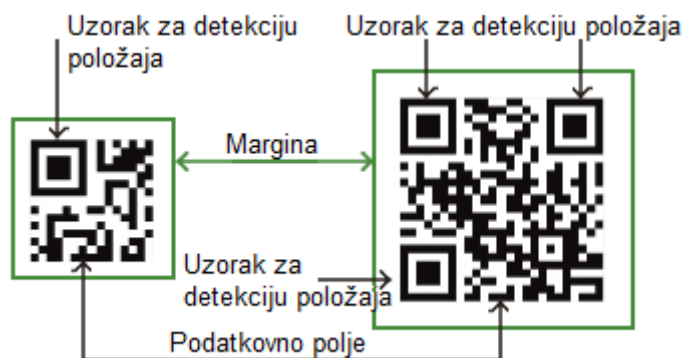 Uzorak za detekciju
položaja
Uzorak za detekciju položaja
Margina
Uzorak za
detekciju položaja
Podatkovno polje